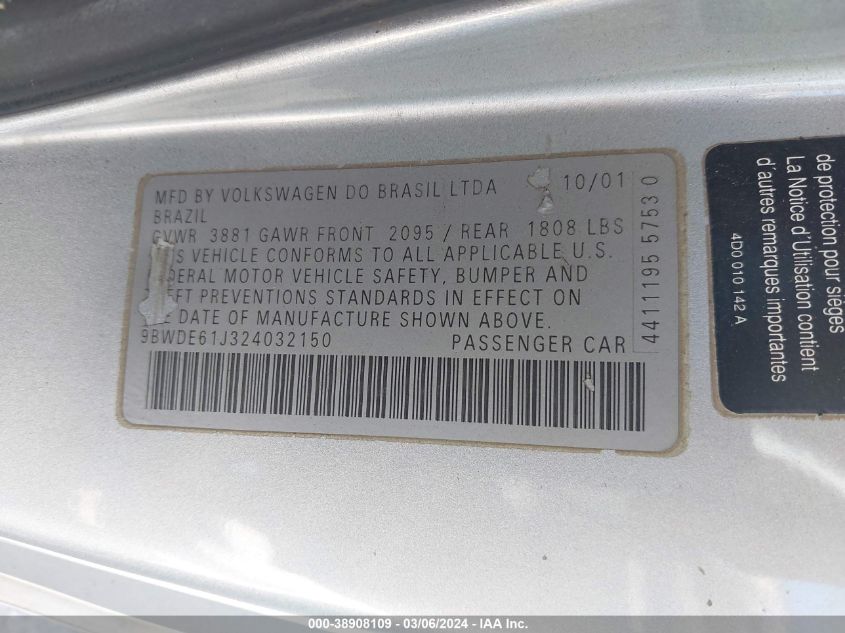 MFD BY VOLKSWAGEN DO BRASIL LTDA 10/01
BRAZIL
GVWR 3881 GAWR FRONT 2095 / REAR 1808 LBS
VEHICLE CONFORMS TO ALL APPLICABLE U.S.
FEDERAL MOTOR VEHICLE SAFETY, BUMPER AND
THEFT PREVENTIONS STANDARDS IN EFFECT ON
THE DATE OF MANUFACTURE SHOWN ABOVE.
9BWDE61J324032150 PASSENGER CAR
4411195 57530
de protection pour sièges
La Notice d'Utilisation contient
d'autres remarques importantes
4D0 010 142 A
000-38908109 - 03/06/2024 - IAA Inc.